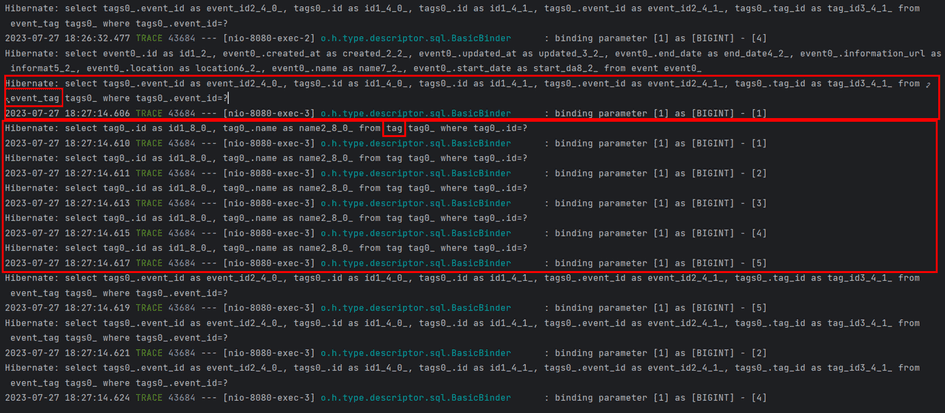 Hibernate: select tags0_.event_id as event_id2_4_0_, tags0_.id as id1_4_0_, tags0_.id as id1_4_1_, tags0_.event_id as event_id2_4_1_, tags0_.tag_id as tag_id3_4_1_ from
event_tag tags0_ where tags0_.event_id=?
2023-07-27 18:26:32.477 TRACE 43684 --- [nio-8080-exec-2] o.h.type.descriptor.sql.BasicBinder : binding parameter [1] as [BIGINT] - [4]
Hibernate: select event0_.id as id1_2_, event0_.created_at as created_2_2_, event0_.updated_at as updated_3_2_, event0_.end_date as end_date4_2_, event0_.information_url as
informat5_2_, event0_.location as location6_2_, event0_.name as name7_2_, event0_.start_date as start_da8_2_ from event event0_
Hibernate: select tags0_.event_id as event_id2_4_0_, tags0_.id as id1_4_0_, tags0_.id as id1_4_1_, tags0_.event_id as event_id2_4_1_, tags0_.tag_id as tag_id3_4_1_ from
event_tag tags0_ where tags0_.event_id=?
2023-07-27 18:27:14.606 TRACE 43684 --- [nio-8080-exec-3] o.h.type.descriptor.sql.BasicBinder : binding parameter [1] as [BIGINT] - [1]
Hibernate: select tag0_.id as id1_8_0_, tag0_.name as name2_8_0_ from tag tag0_ where tag0_.id=?
2023-07-27 18:27:14.610 TRACE 43684 --- [nio-8080-exec-3] o.h.type.descriptor.sql.BasicBinder : binding parameter [1] as [BIGINT] - [1]
Hibernate: select tag0_.id as id1_8_0_, tag0_.name as name2_8_0_ from tag tag0_ where tag0_.id=?
2023-07-27 18:27:14.611 TRACE 43684 --- [nio-8080-exec-3] o.h.type.descriptor.sql.BasicBinder : binding parameter [1] as [BIGINT] - [2]
Hibernate: select tag0_.id as id1_8_0_, tag0_.name as name2_8_0_ from tag tag0_ where tag0_.id=?
2023-07-27 18:27:14.613 TRACE 43684 --- [nio-8080-exec-3] o.h.type.descriptor.sql.BasicBinder : binding parameter [1] as [BIGINT] - [3]
Hibernate: select tag0_.id as id1_8_0_, tag0_.name as name2_8_0_ from tag tag0_ where tag0_.id=?
2023-07-27 18:27:14.615 TRACE 43684 --- [nio-8080-exec-3] o.h.type.descriptor.sql.BasicBinder : binding parameter [1] as [BIGINT] - [4]
Hibernate: select tag0_.id as id1_8_0_, tag0_.name as name2_8_0_ from tag tag0_ where tag0_.id=?
2023-07-27 18:27:14.617 TRACE 43684 --- [nio-8080-exec-3] o.h.type.descriptor.sql.BasicBinder : binding parameter [1] as [BIGINT] - [5]
Hibernate: select tags0_.event_id as event_id2_4_0_, tags0_.id as id1_4_0_, tags0_.id as id1_4_1_, tags0_.event_id as event_id2_4_1_, tags0_.tag_id as tag_id3_4_1_ from
event_tag tags0_ where tags0_.event_id=?
2023-07-27 18:27:14.619 TRACE 43684 --- [nio-8080-exec-3] o.h.type.descriptor.sql.BasicBinder : binding parameter [1] as [BIGINT] - [5]
Hibernate: select tags0_.event_id as event_id2_4_0_, tags0_.id as id1_4_0_, tags0_.id as id1_4_1_, tags0_.event_id as event_id2_4_1_, tags0_.tag_id as tag_id3_4_1_ from
event_tag tags0_ where tags0_.event_id=?
2023-07-27 18:27:14.621 TRACE 43684 --- [nio-8080-exec-3] o.h.type.descriptor.sql.BasicBinder : binding parameter [1] as [BIGINT] - [2]
Hibernate: select tags0_.event_id as event_id2_4_0_, tags0_.id as id1_4_0_, tags0_.id as id1_4_1_, tags0_.event_id as event_id2_4_1_, tags0_.tag_id as tag_id3_4_1_ from
event_tag tags0_ where tags0_.event_id=?
2023-07-27 18:27:14.624 TRACE 43684 --- [nio-8080-exec-3] o.h.type.descriptor.sql.BasicBinder : binding parameter [1] as [BIGINT] - [4]